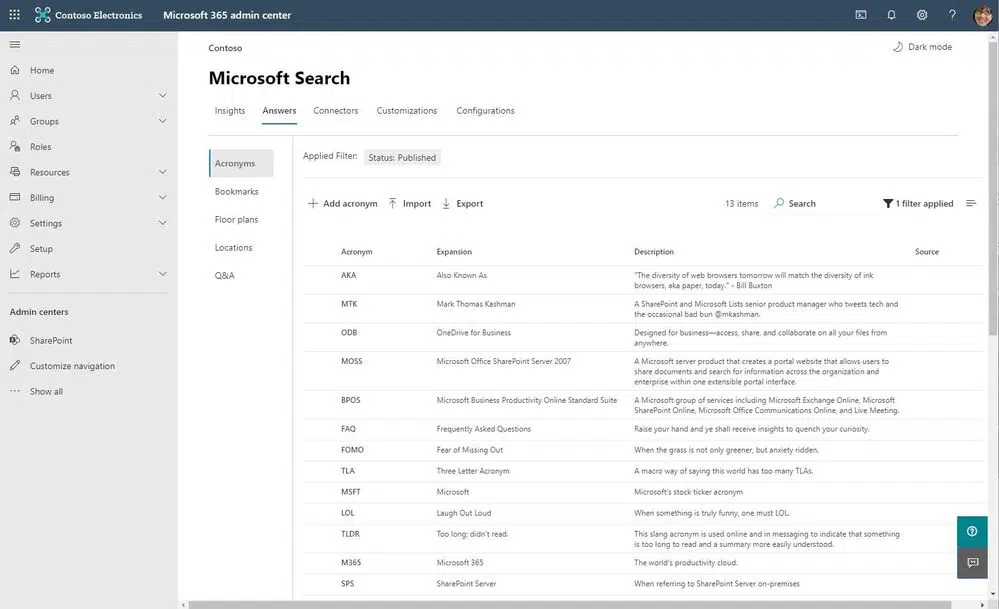 Contoso Electronics
Microsoft 365 admin center
?
Home
Users
Groups
Roles
Resources
Billing
Settings
Setup
Reports
Admin centers
SharePoint
Customize navigation
Show all
Contoso
Dark mode
Microsoft Search
Insights Answers Connectors Customizations Configurations
Acronyms
Bookmarks
Floor plans
Locations
Q&A
Applied Filter: Status: Published
Add acronym Import Export 13 items Search 1 filter applied
Acronym Expansion Description Source
AKA Also Known As "The diversity of web browsers tomorrow will match the diversity of ink
browsers, aka paper, today." - Bill Buxton
MTK Mark Thomas Kashman A SharePoint and Microsoft Lists senior product manager who tweets tech and
the occasional bad bun @mkashman.
ODB OneDrive for Business Designed for business—access, share, and collaborate on all your files from
anywhere.
MOSS Microsoft Office SharePoint Server 2007 A Microsoft server product that creates a portal website that allows users to
share documents and search for information across the organization and
enterprise within one extensible portal interface.
BPOS Microsoft Business Productivity Online Standard Suite A Microsoft group of services including Microsoft Exchange Online, Microsoft
SharePoint Online, Microsoft Office Communications Online, and Live Meeting.
FAQ Frequently Asked Questions Raise your hand and ye shall receive insights to quench your curiosity.
FOMO Fear of Missing Out When the grass is not only greener, but anxiety ridden.
TLA Three Letter Acronym A macro way of saying this world has too many TLAs.
MSFT Microsoft Microsoft's stock ticker acronym
LOL Laugh Out Loud When something is truly funny, one must LOL.
TLDR Too long; didn't read. This slang acronym is used online and in messaging to indicate that something
is too long to read and a summary more easily understood.
M365 Microsoft 365 The world's productivity cloud.
SPS SharePoint Server When referring to SharePoint Server on-premises